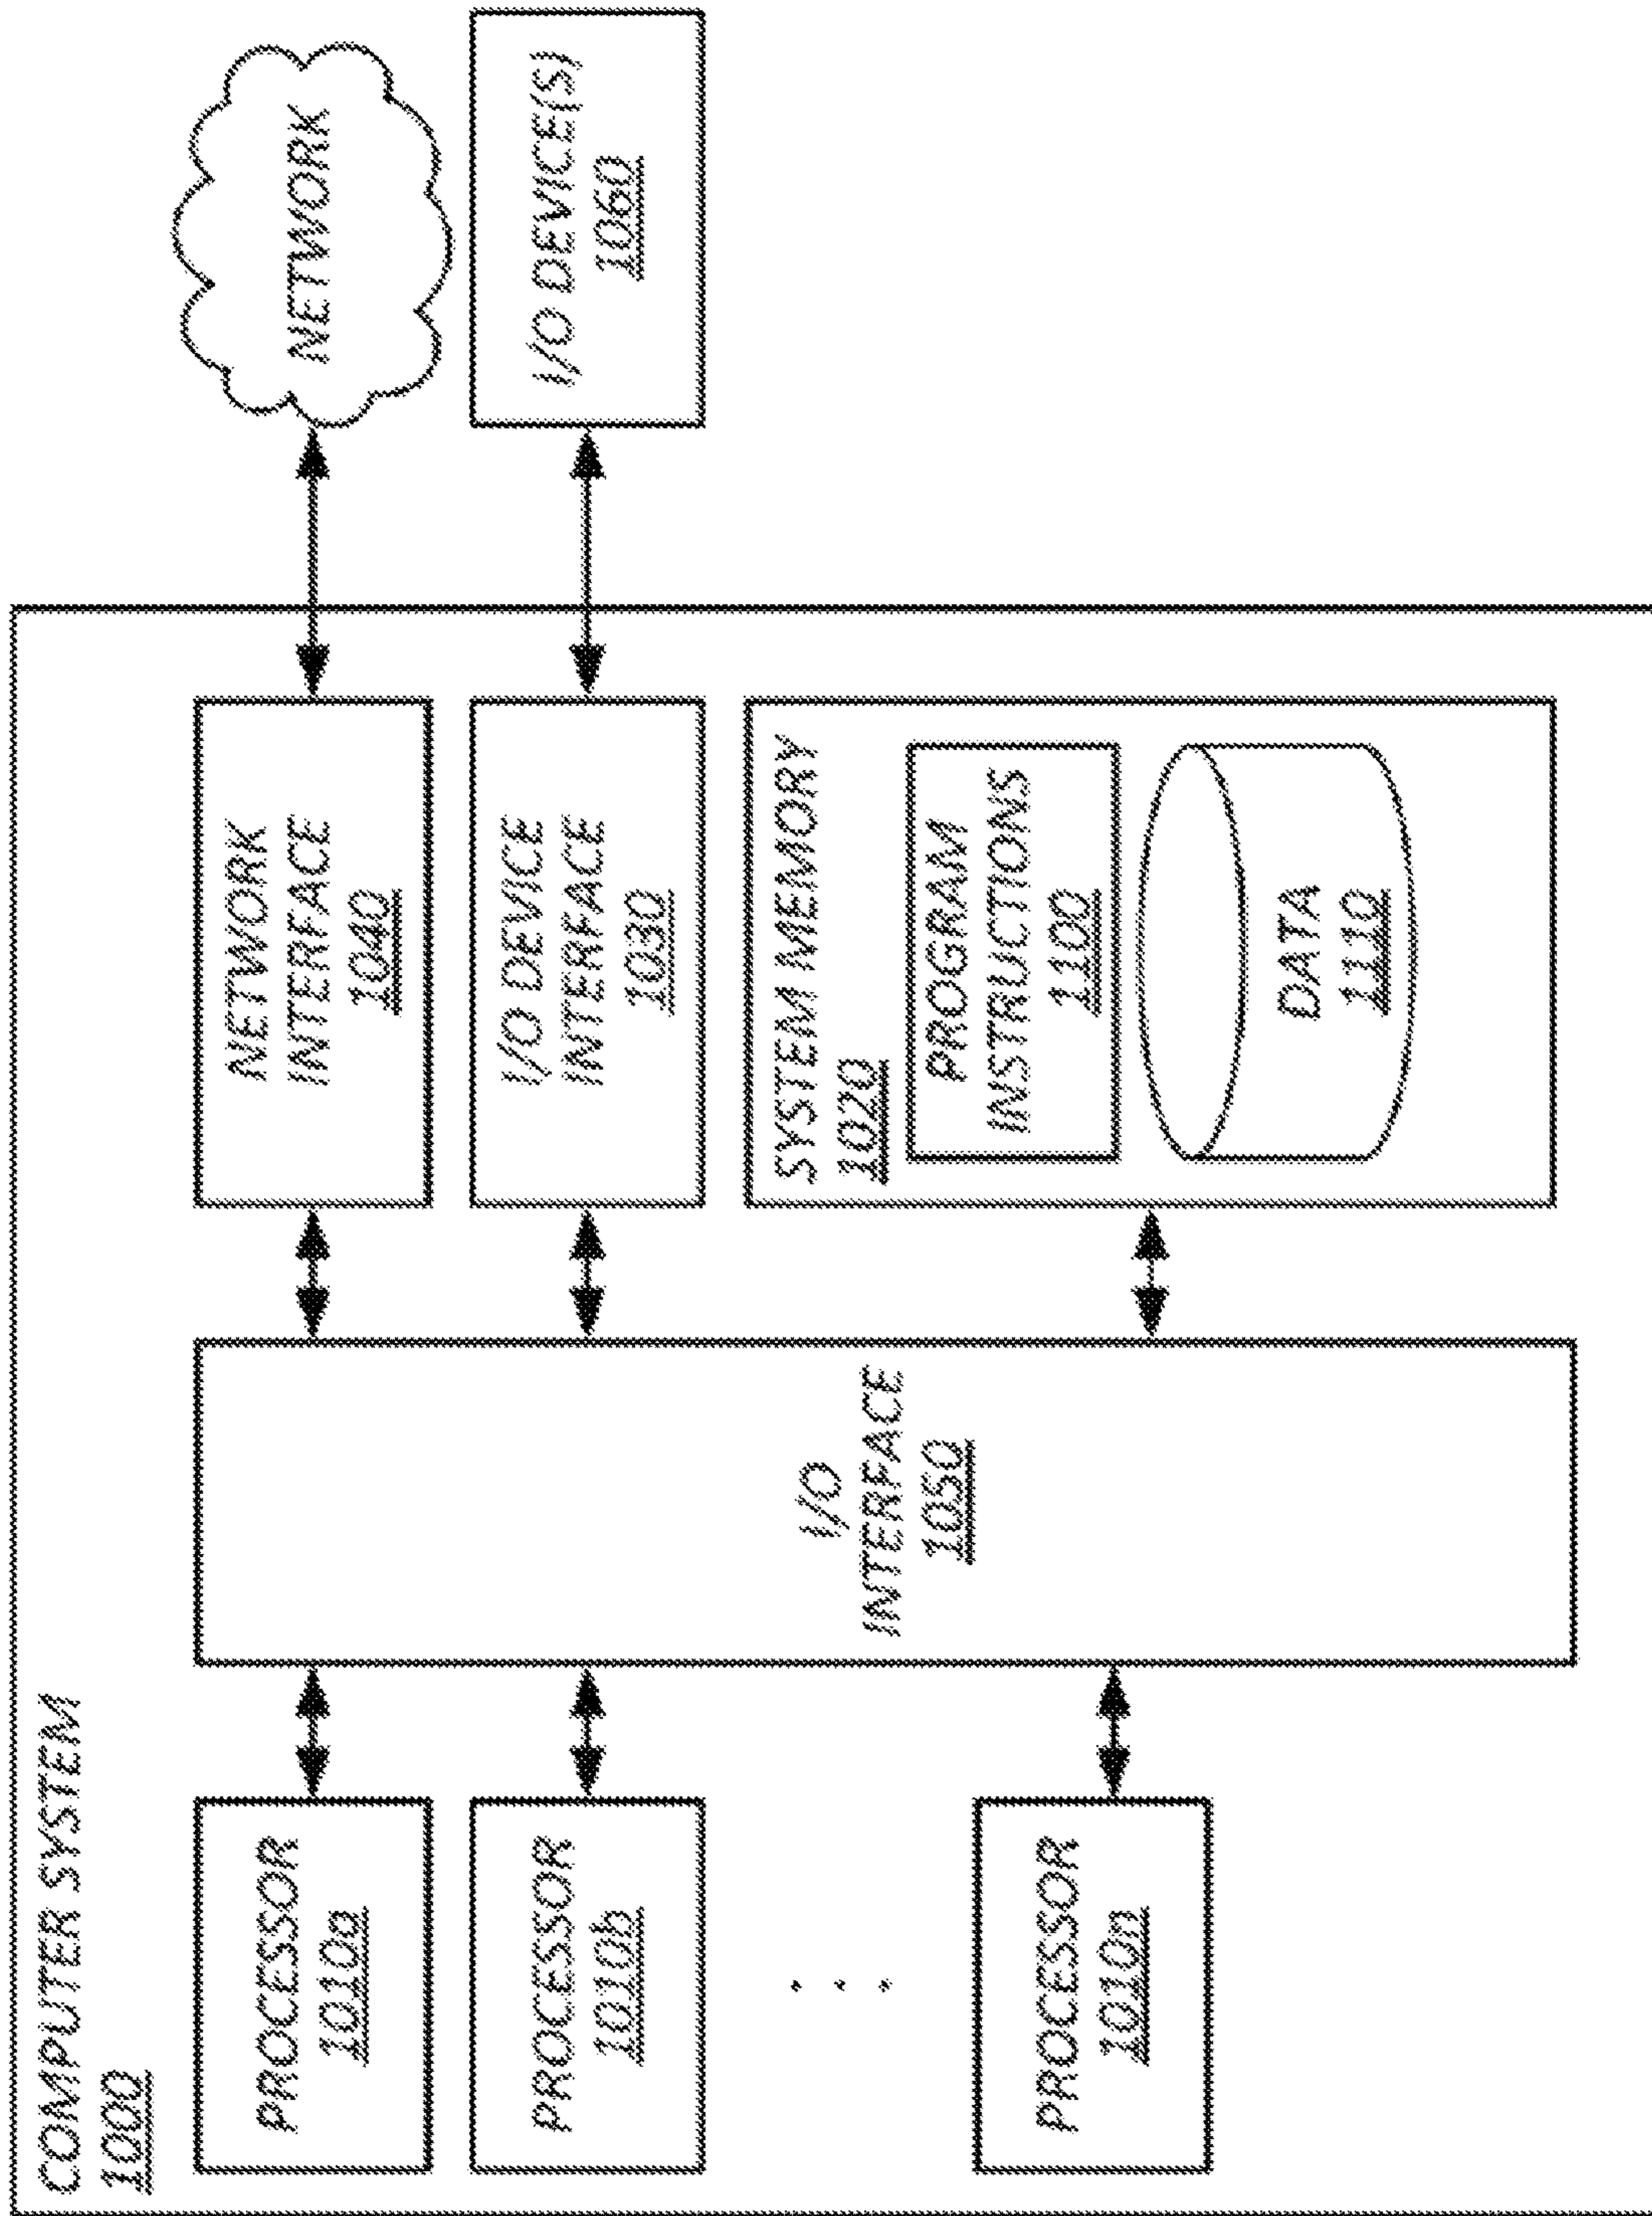 COMPUTER SYSTEM
1000
PROCESSOR
1010a
PROCESSOR
1010b
. . .
PROCESSOR
1010n
I/O
INTERFACE
1050
NETWORK
INTERFACE
1040
I/O DEVICE
INTERFACE
1030
SYSTEM MEMORY
1020
PROGRAM
INSTRUCTIONS
1100
DATA
1110
NETWORK
I/O DEVICE(S)
1060